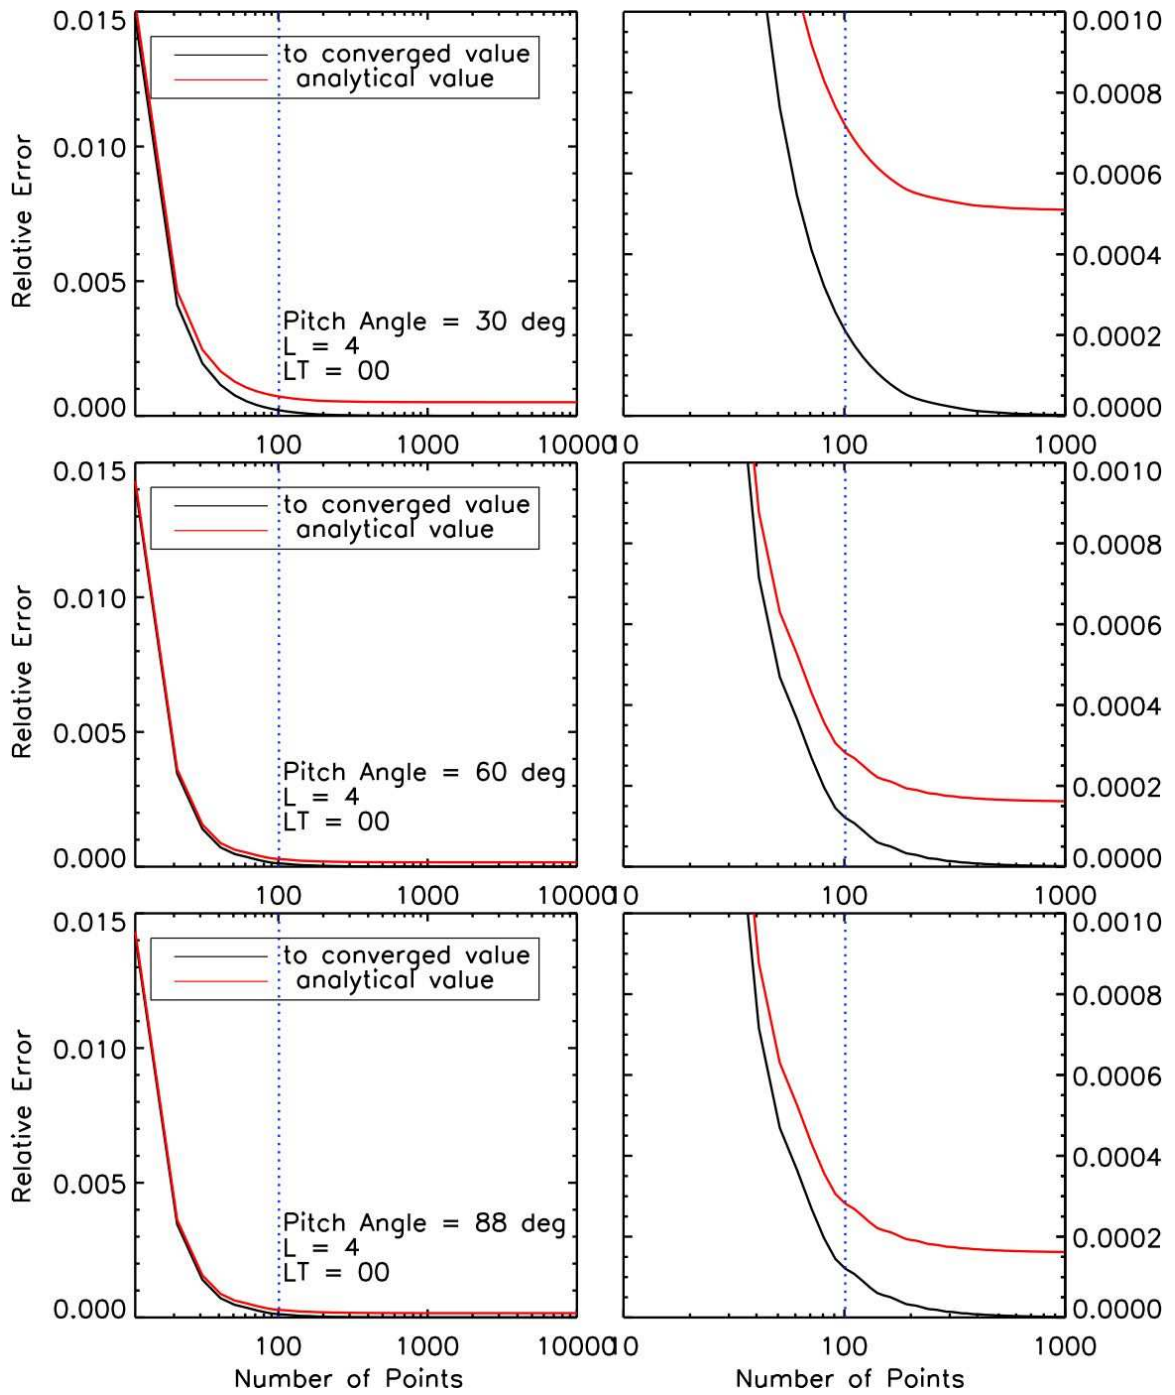 0.015
0.010
0.005
0.000
Relative Error
to converged value
analytical value
Pitch Angle = 30 deg
L = 4
LT = 00
100
1000
10000
0.0010
0.0008
0.0006
0.0004
0.0002
0.0000
10
100
1000
0.015
0.010
0.005
0.000
Relative Error
to converged value
analytical value
Pitch Angle = 60 deg
L = 4
LT = 00
100
1000
10000
0.0010
0.0008
0.0006
0.0004
0.0002
0.0000
10
100
1000
0.015
0.010
0.005
0.000
Relative Error
to converged value
analytical value
Pitch Angle = 88 deg
L = 4
LT = 00
100
1000
10000
Number of Points
0.0010
0.0008
0.0006
0.0004
0.0002
0.0000
10
100
1000
Number of Points